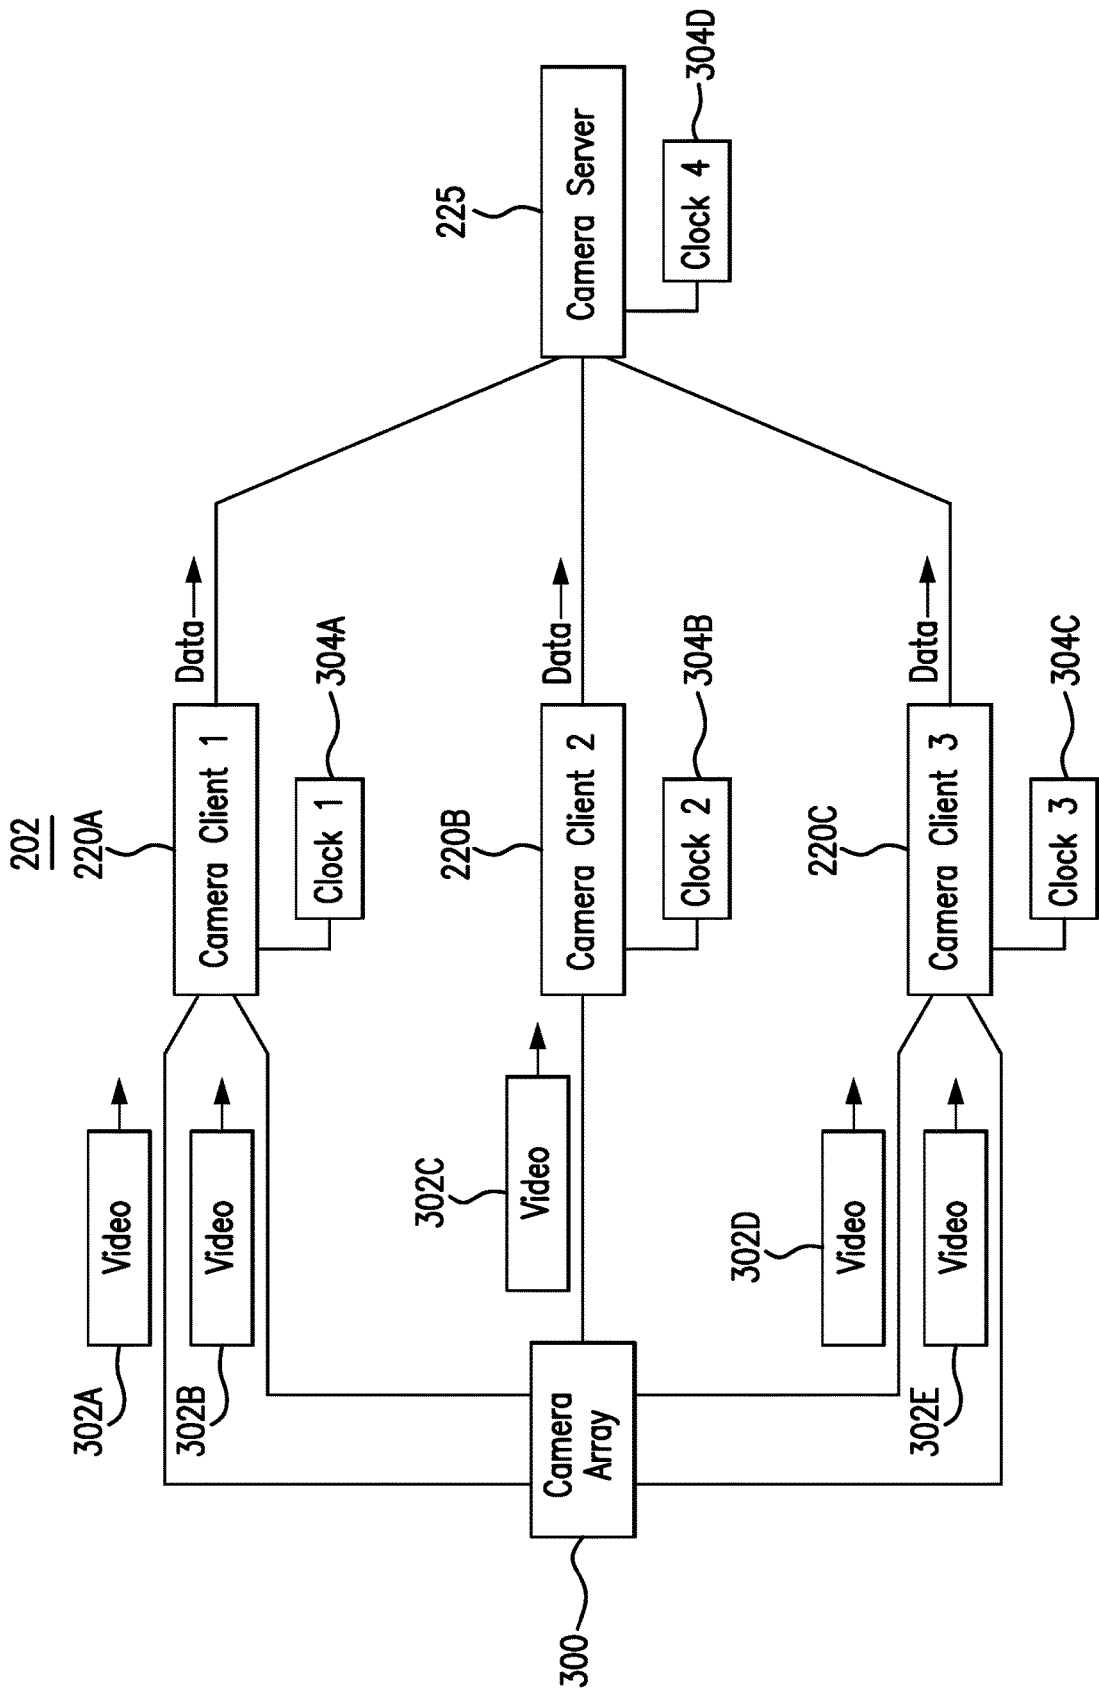 202
302A
Video
302B
Video
220A
Camera Client 1
Data
Clock 1
304A
300
Camera
Array
302C
Video
220B
Camera Client 2
Data
Clock 2
304B
225
Camera Server
Clock 4
304D
302D
Video
302E
Video
220C
Camera Client 3
Data
Clock 3
304C